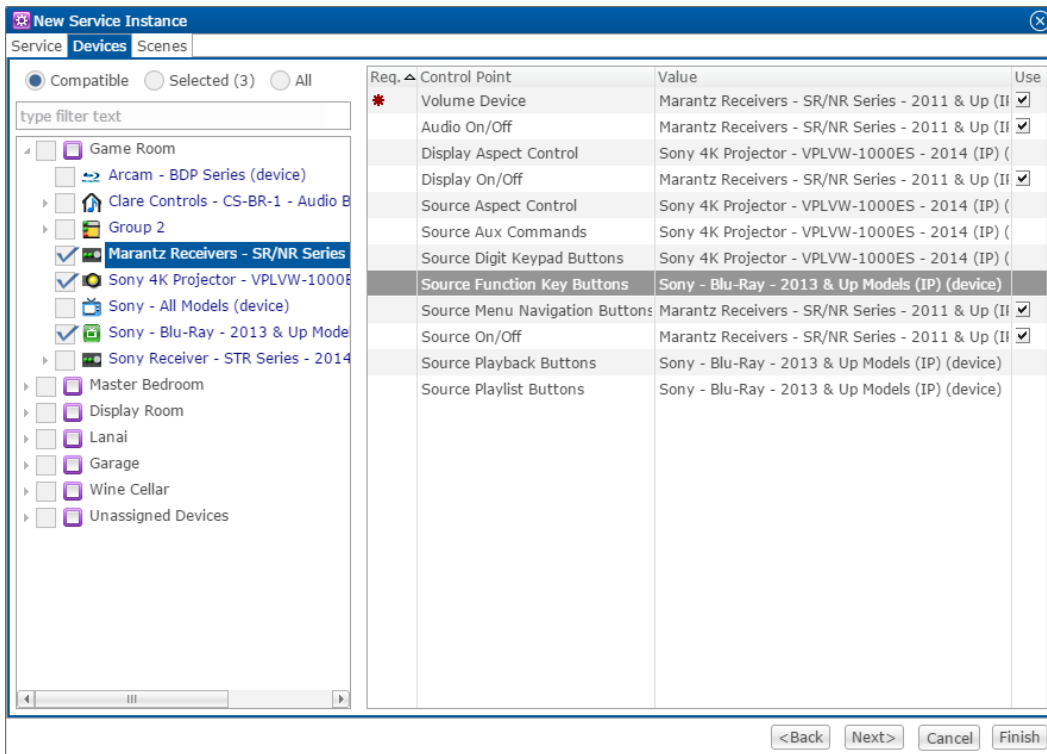 New Service Instance
Service Devices Scenes
Compatible Selected (3) All
type filter text
Game Room
Arcam - BDP Series (device)
Clare Controls - CS-BR-1 - Audio B
Group 2
Marantz Receivers - SR/NR Series
Sony 4K Projector - VPLVW-1000E
Sony - All Models (device)
Sony - Blu-Ray - 2013 & Up Mode
Sony Receiver - STR Series - 2014
Master Bedroom
Display Room
Lanai
Garage
Wine Cellar
Unassigned Devices
Req. Control Point Value Use
* Volume Device Marantz Receivers - SR/NR Series - 2011 & Up (IF
Audio On/Off Marantz Receivers - SR/NR Series - 2011 & Up (IF
Display Aspect Control Sony 4K Projector - VPLVW-1000ES - 2014 (IP) (
Display On/Off Marantz Receivers - SR/NR Series - 2011 & Up (IF
Source Aspect Control Sony 4K Projector - VPLVW-1000ES - 2014 (IP) (
Source Aux Commands Sony 4K Projector - VPLVW-1000ES - 2014 (IP) (
Source Digit Keypad Buttons Sony 4K Projector - VPLVW-1000ES - 2014 (IP) (
Source Function Key Buttons Sony - Blu-Ray - 2013 & Up Models (IP) (device)
Source Menu Navigation Buttons Marantz Receivers - SR/NR Series - 2011 & Up (IF
Source On/Off Marantz Receivers - SR/NR Series - 2011 & Up (IF
Source Playback Buttons Sony - Blu-Ray - 2013 & Up Models (IP) (device)
Source Playlist Buttons Sony - Blu-Ray - 2013 & Up Models (IP) (device)
<Back Next> Cancel Finish